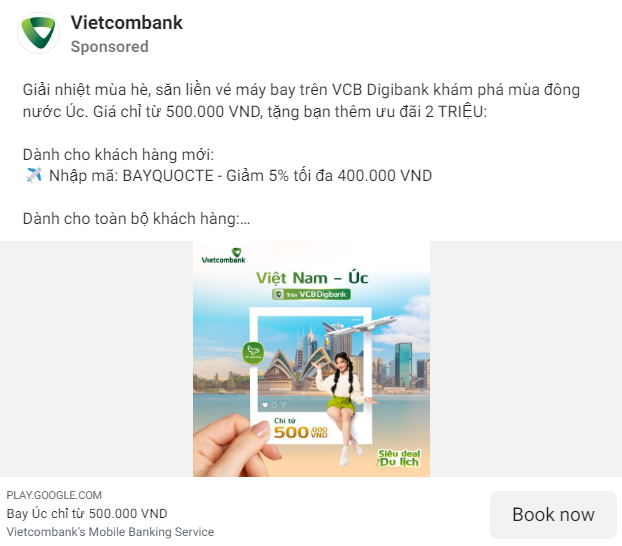 Vietcombank
Sponsored
Giải nhiệt mùa hè, săn liền vé máy bay trên VCB Digibank khám phá mùa đông
nước Úc. Giá chỉ từ 500.000 VND, tặng bạn thêm ưu đãi 2 TRIỆU:
Dành cho khách hàng mới:
✈️ Nhập mã: BAYQUOCTE - Giảm 5% tối đa 400.000 VND
Dành cho toàn bộ khách hàng:...
Vietcombank
Việt Nam – Úc
Trên VCBDigibank
Chỉ từ
500.000 VND
Siêu deal
Du lịch
PLAY.GOOGLE.COM
Bay Úc chỉ từ 500.000 VND
Vietcombank's Mobile Banking Service
Book now